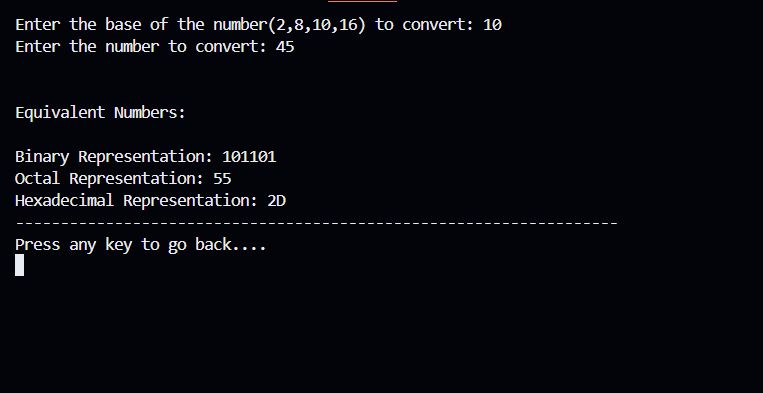 Enter the base of the number(2,8,10,16) to convert: 10
Enter the number to convert: 45
Equivalent Numbers:
Binary Representation: 101101
Octal Representation: 55
Hexadecimal Representation: 2D
-------------------------------------------------------------------
Press any key to go back....